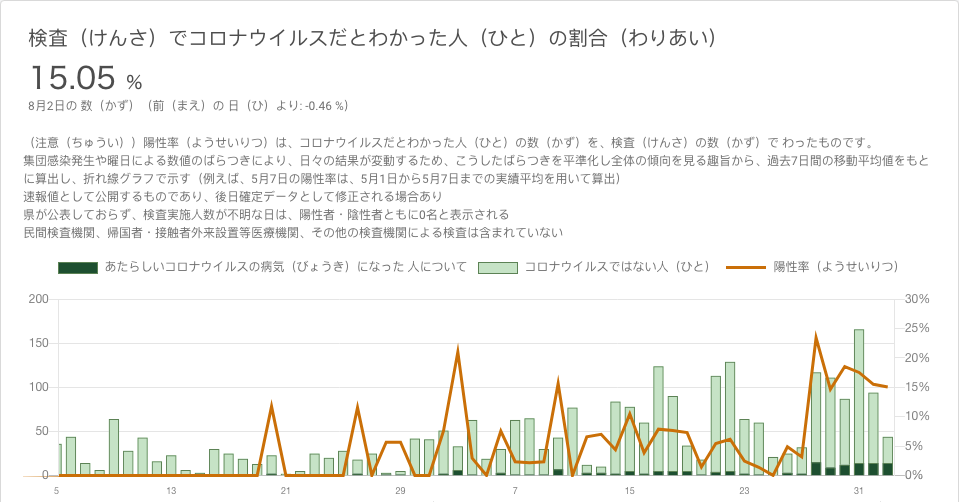 検査（けんさ）でコロナウイルスだとわかった人（ひと）の割合（わりあい）
15.05 %
8月2日の 数（かず）（前（まえ）の 日（ひ）より: -0.46 %）
（注意（ちゅうい））陽性率（ようせいりつ）は、コロナウイルスだとわかった人（ひと）の数（かず）を、検査（けんさ）の数（かず）で わったものです。
集団感染発生や曜日による数値のばらつきにより、日々の結果が変動するため、こうしたばらつきを平準化し全体の傾向を見る趣旨から、過去7日間の移動平均値をもと
に算出し、折れ線グラフで示す（例えば、5月7日の陽性率は、5月1日から5月7日までの実績平均を用いて算出）
速報値として公開するものであり、後日確定データとして修正される場合あり
県が公表しておらず、検査実施人数が不明な日は、陽性者・陰性者ともに0名と表示される
民間検査機関、帰国者・接触者外来設置等医療機関、その他の検査機関による検査は含まれていない
あたらしいコロナウイルスの病気（びょうき）になった 人について コロナウイルスではない人（ひと） 陽性率（ようせいりつ）
200 30%
25%
150
20%
100 15%
10%
50
5%
0 0%
5 13 21 29 7 15 23 31